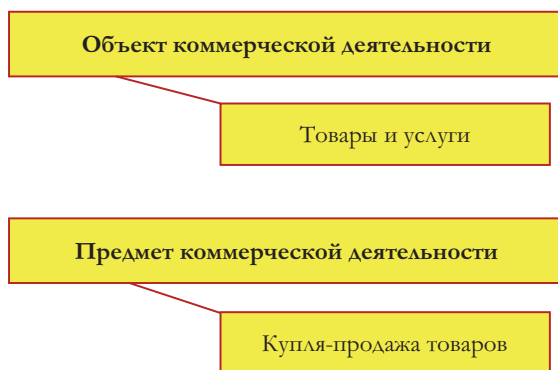 Объект коммерческой деятельности
Товары и услуги
Предмет коммерческой деятельности
Купля-продажа товаров